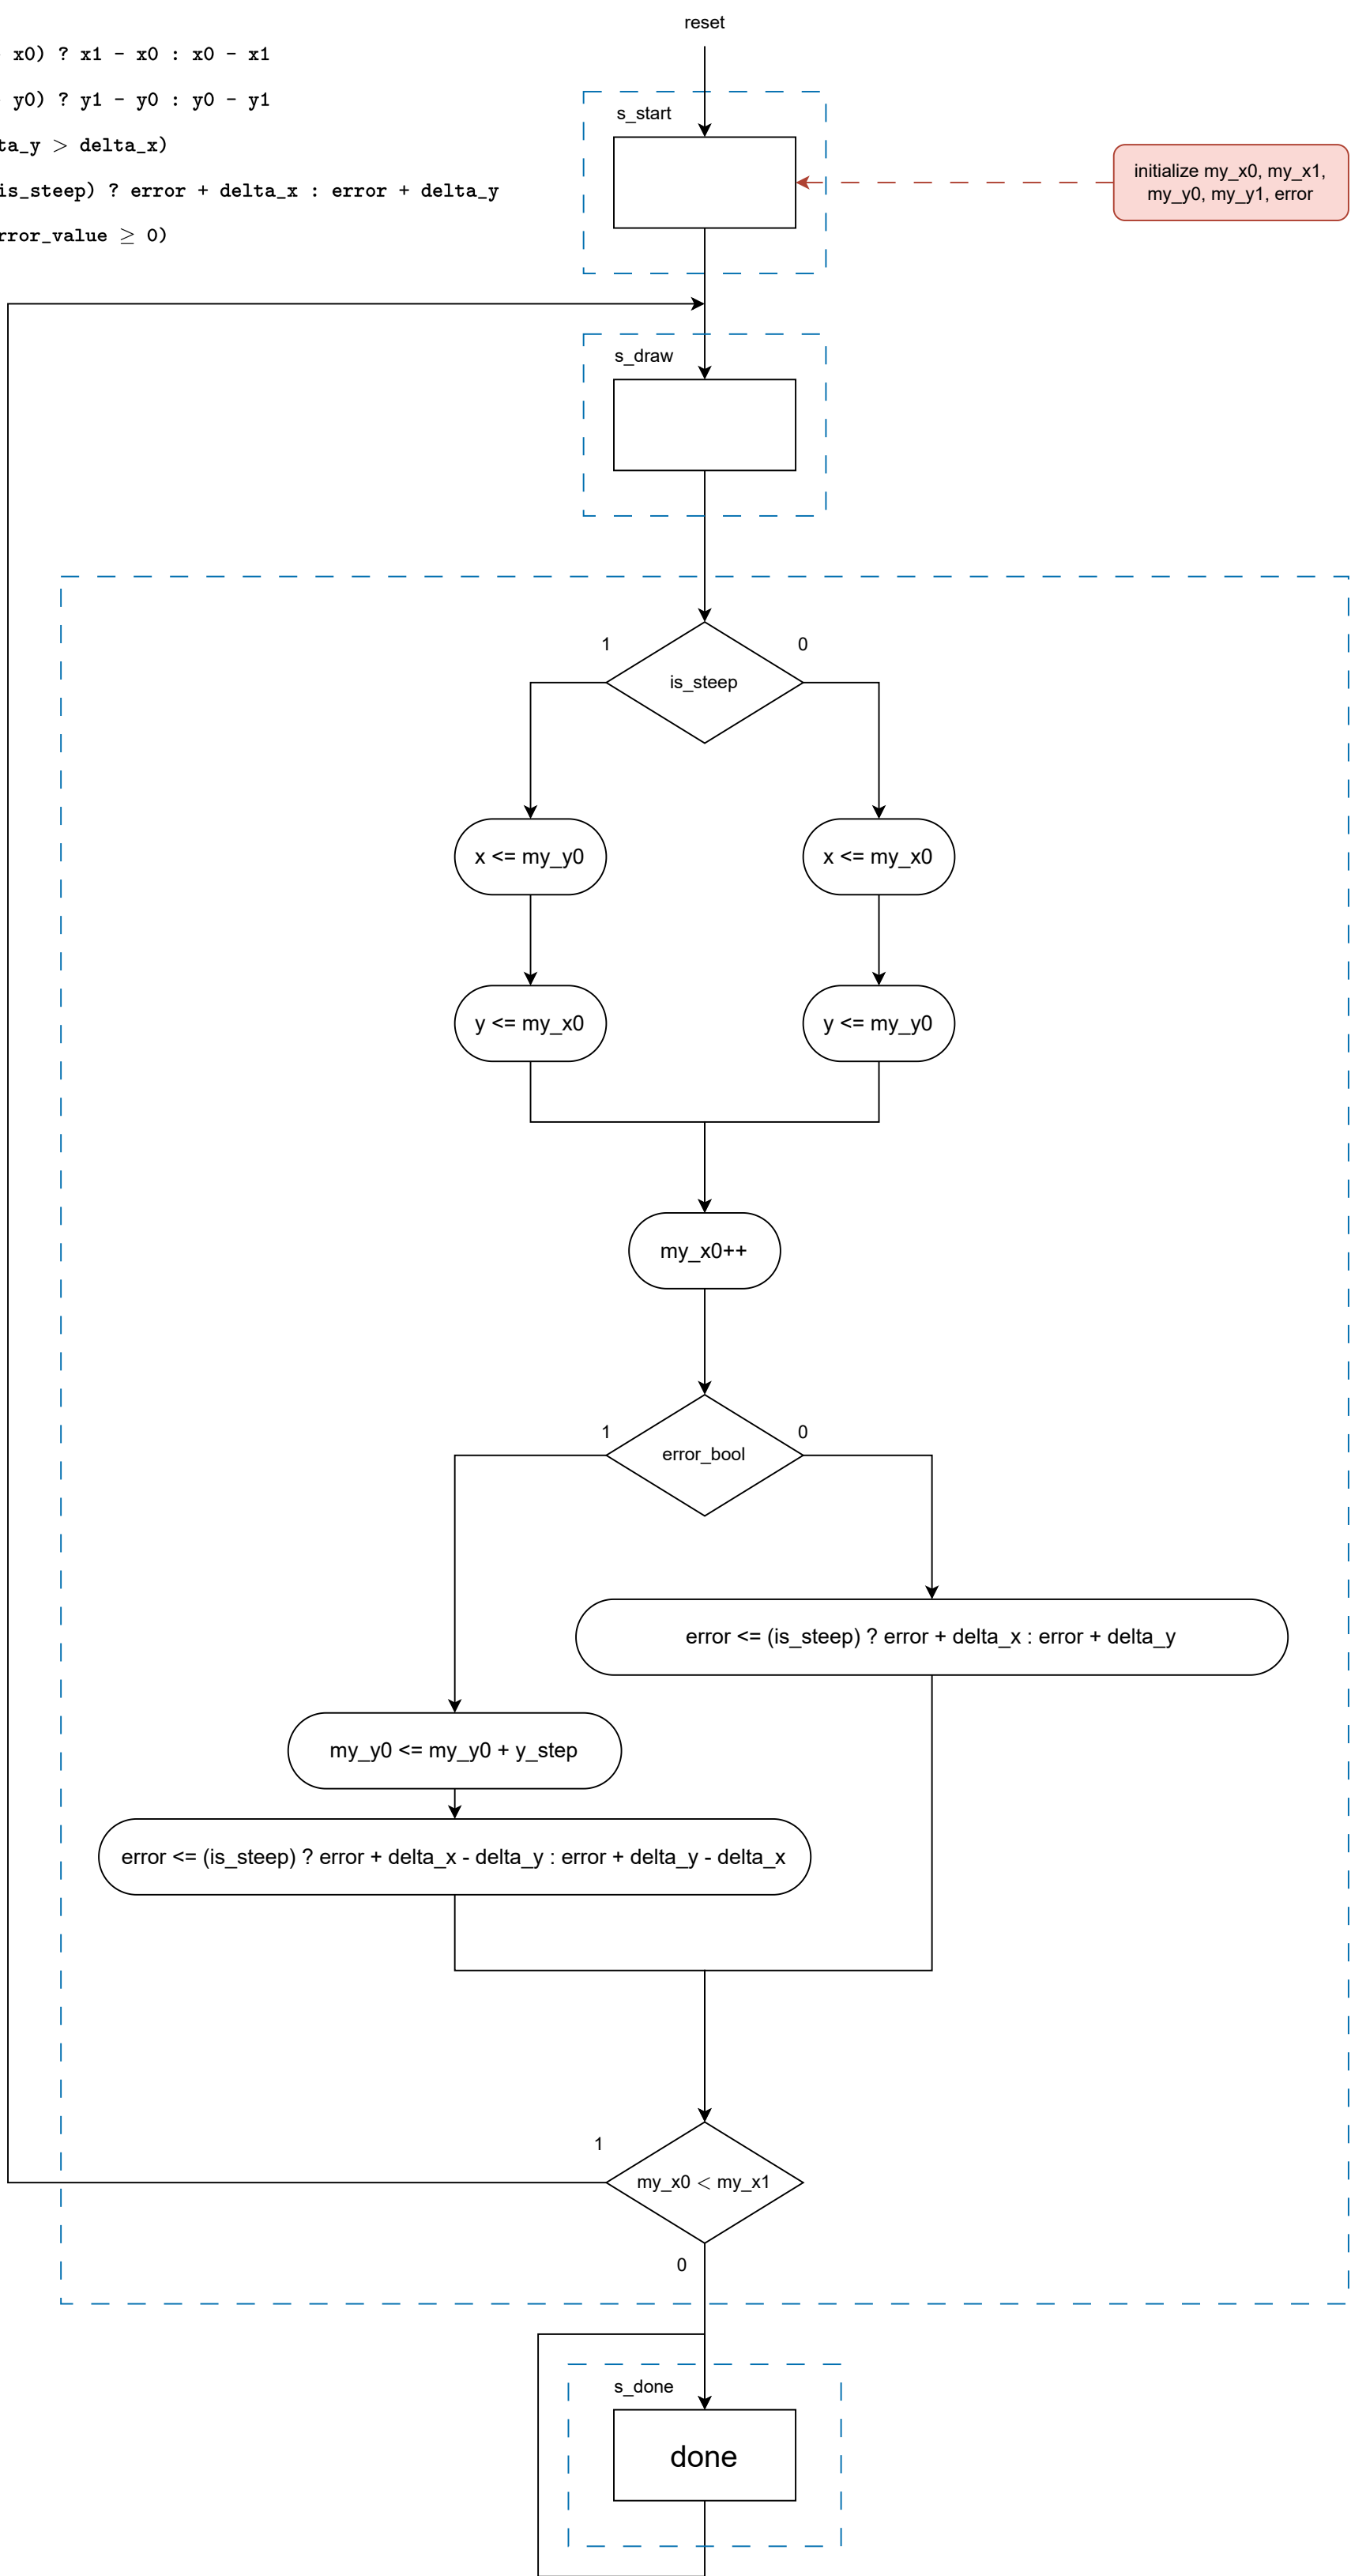 reset
x0) ? x1 - x0 : x0 - x1
y0) ? y1 - y0 : y0 - y1
ta_y > delta_x)
is_steep) ? error + delta_x : error + delta_y
rror_value ≥ 0)
s_start
initialize my_x0, my_x1,
my_y0, my_y1, error
s_draw
1
0
is_steep
x <= my_y0
x <= my_x0
y <= my_x0
y <= my_y0
my_x0++
1
0
error_bool
error <= (is_steep) ? error + delta_x : error + delta_y
my_y0 <= my_y0 + y_step
error <= (is_steep) ? error + delta_x - delta_y : error + delta_y - delta_x
1
my_x0 < my_x1
0
s_done
done